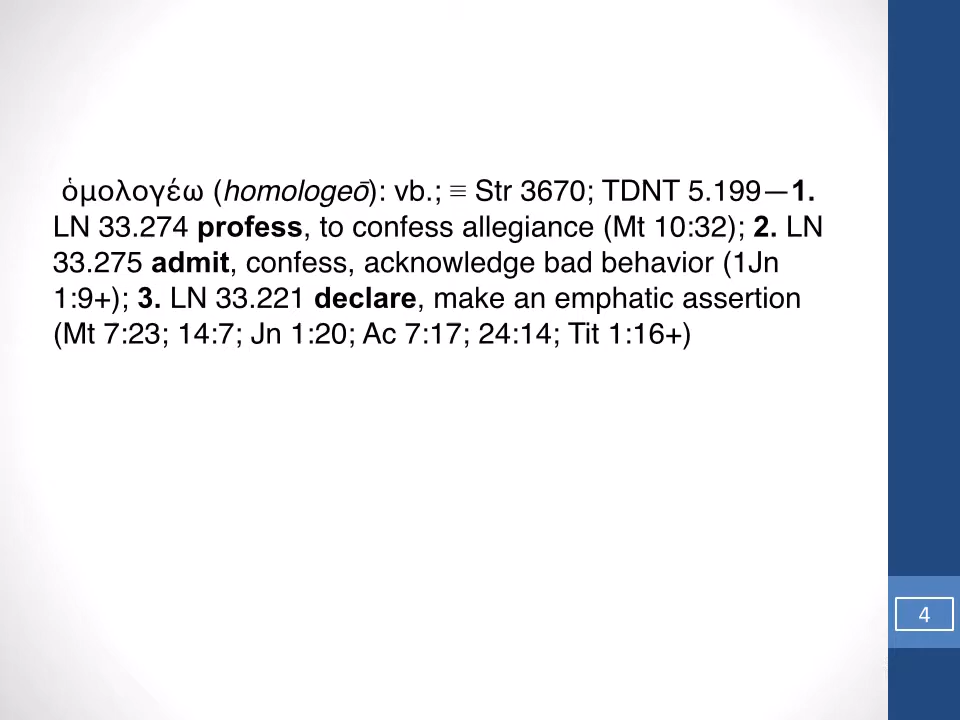 ὁμολογέω (homologeō): vb.; ≡ Str 3670; TDNT 5.199—1.
LN 33.274 profess, to confess allegiance (Mt 10:32); 2. LN
33.275 admit, confess, acknowledge bad behavior (1Jn
1:9+); 3. LN 33.221 declare, make an emphatic assertion
(Mt 7:23; 14:7; Jn 1:20; Ac 7:17; 24:14; Tit 1:16+)
4